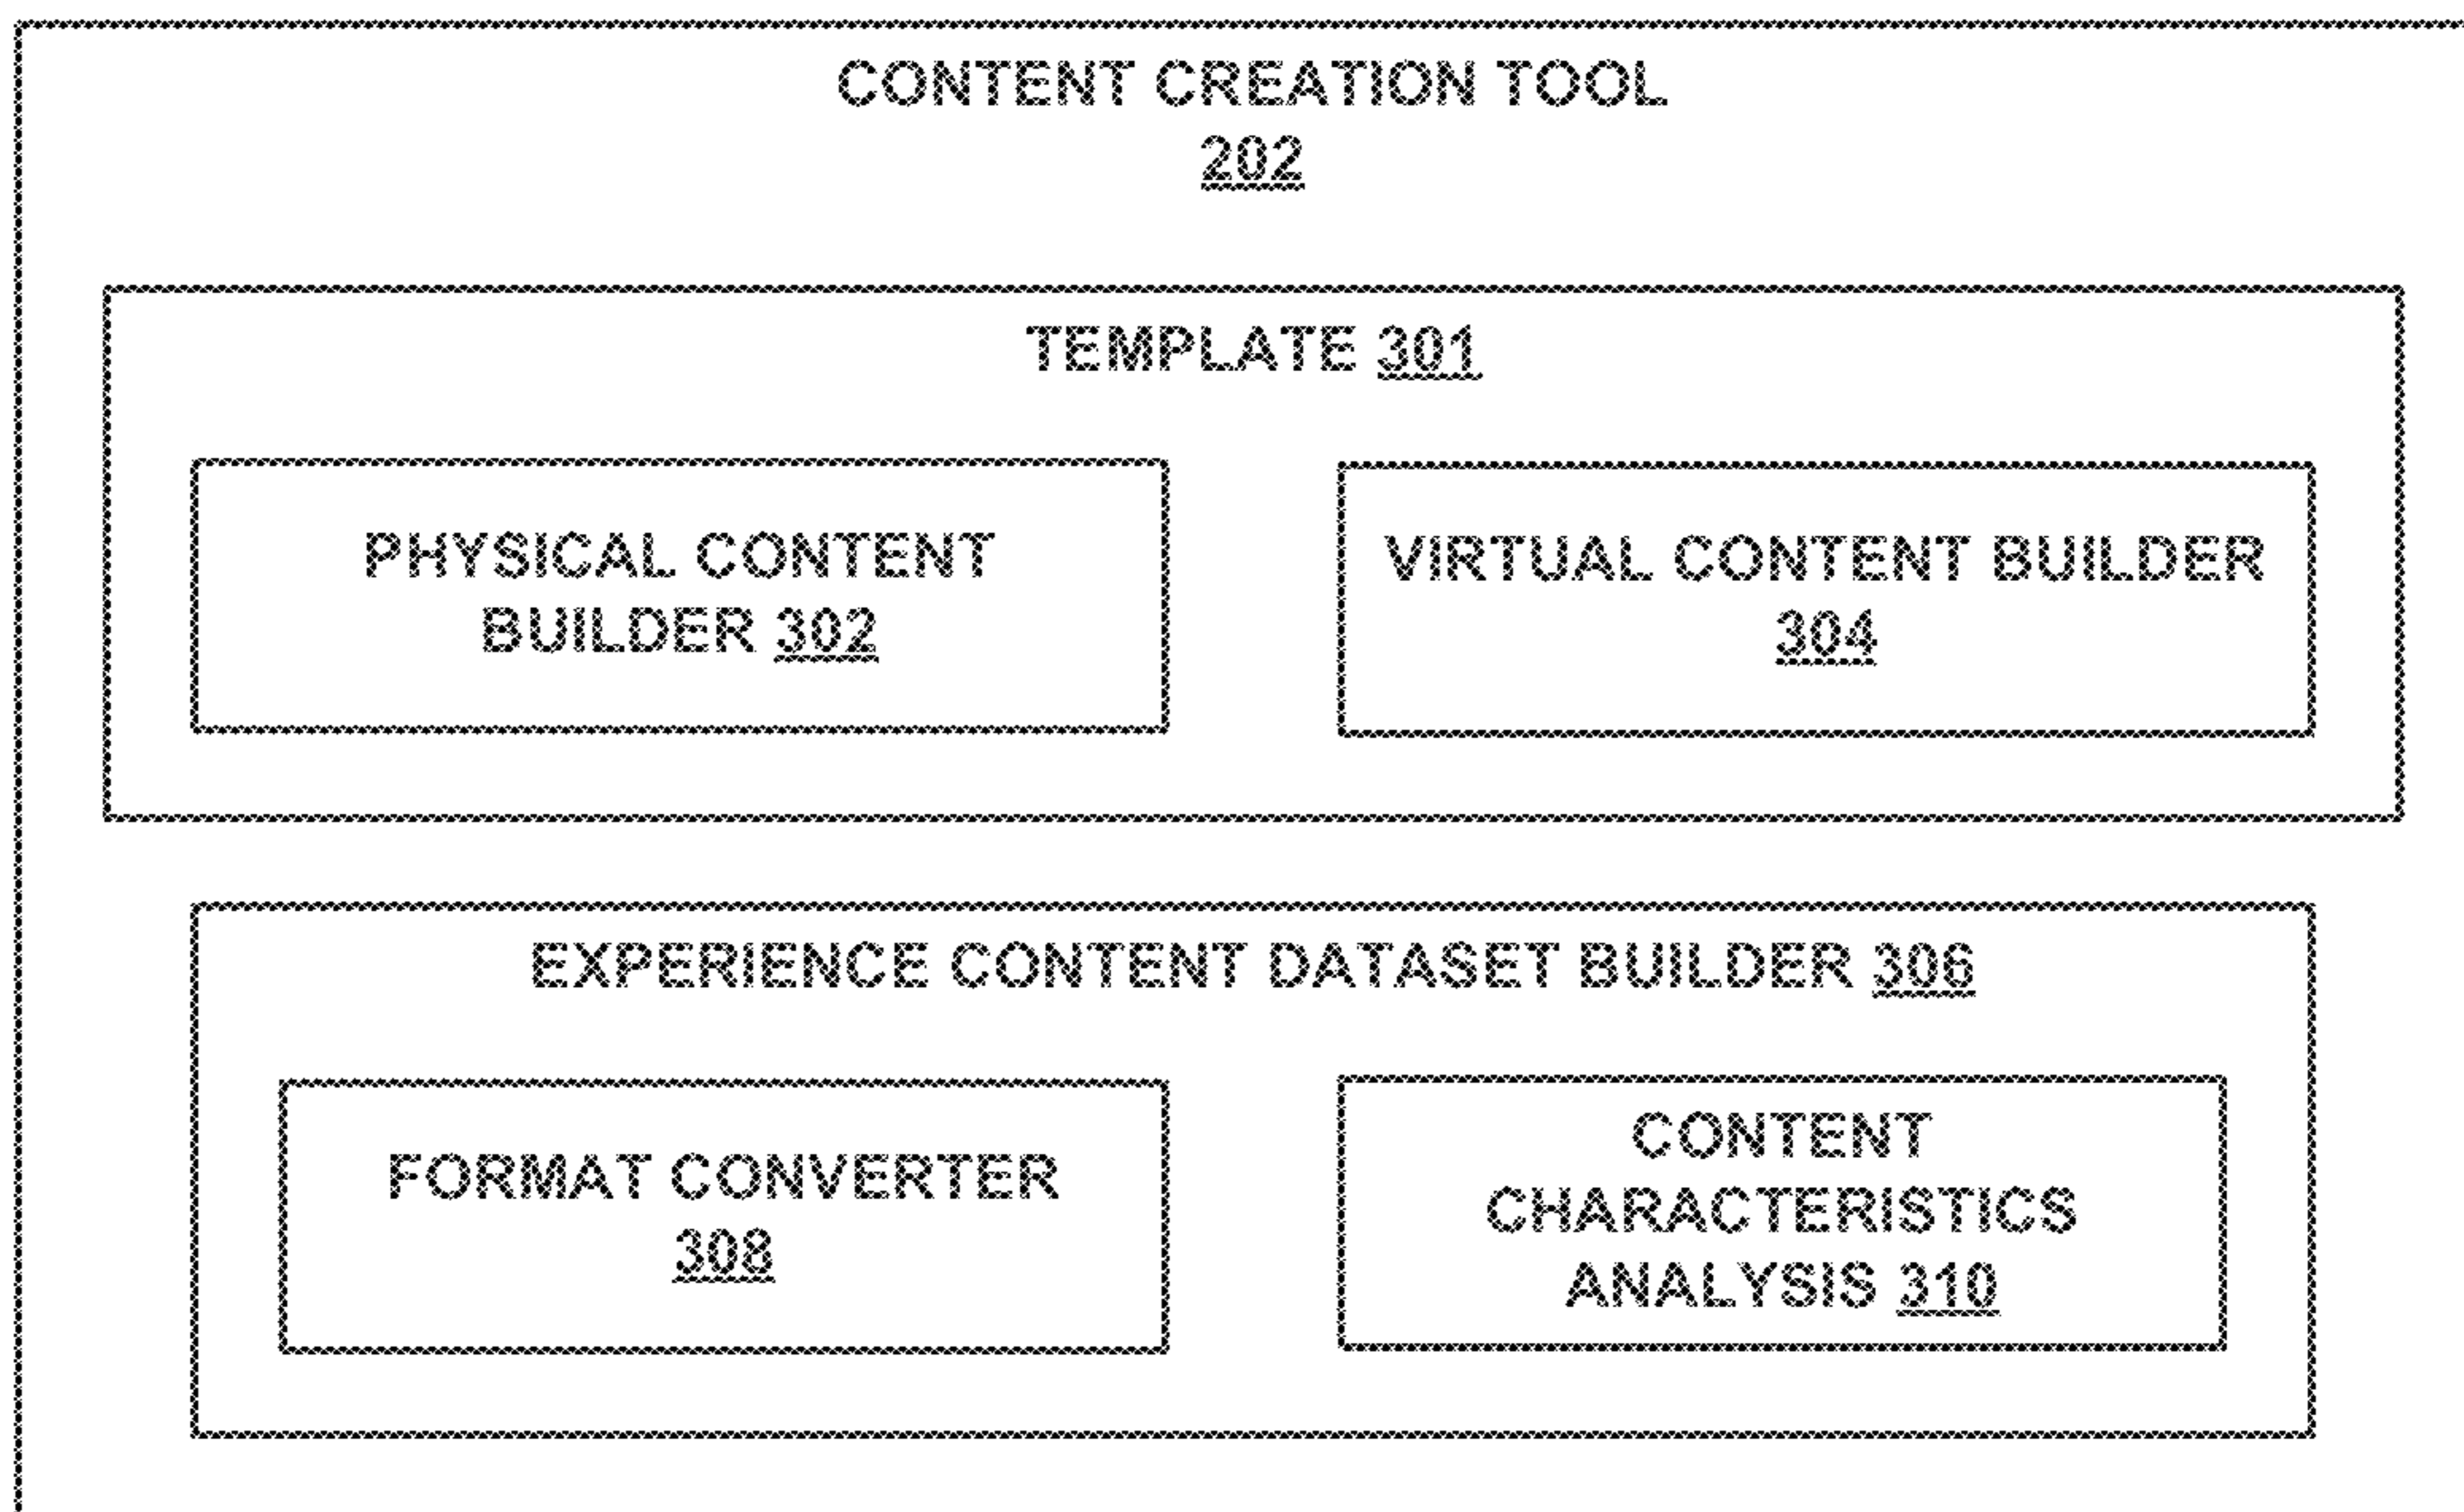 CONTENT CREATION TOOL
202
TEMPLATE 301
PHYSICAL CONTENT
BUILDER 302
VIRTUAL CONTENT BUILDER
304
EXPERIENCE CONTENT DATASET BUILDER 306
FORMAT CONVERTER
308
CONTENT
CHARACTERISTICS
ANALYSIS 310